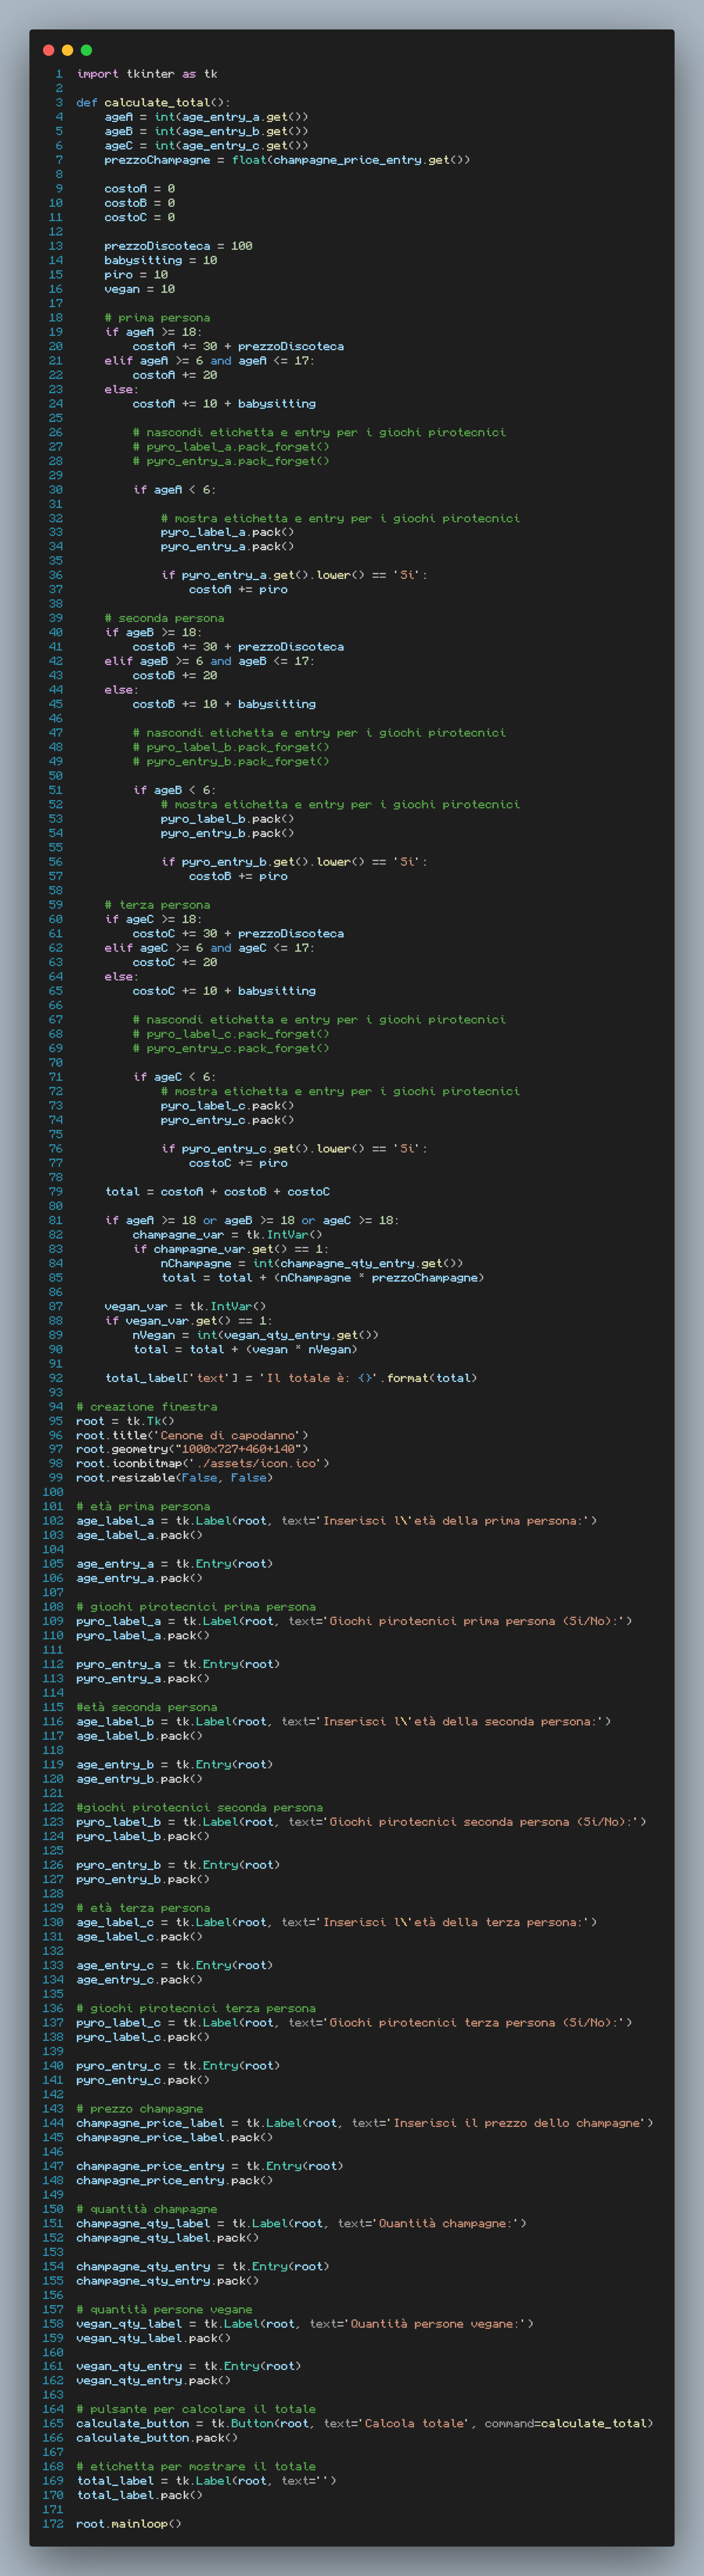 1 import tkinter as tk
2
3 def calculate_total():
4     ageA = int(age_entry_a.get())
5     ageB = int(age_entry_b.get())
6     ageC = int(age_entry_c.get())
7     prezzoChampagne = float(champagne_price_entry.get())
8
9     costoA = 0
10     costoB = 0
11     costoC = 0
12
13     prezzoDiscoteca = 100
14     babysitting = 10
15     piro = 10
16     vegan = 10
17
18     # prima persona
19     if ageA >= 18:
20         costoA += 30 + prezzoDiscoteca
21     elif ageA >= 6 and ageA <= 17:
22         costoA += 20
23     else:
24         costoA += 10 + babysitting
25
26         # nascondi etichetta e entry per i giochi pirotecnici
27         # pyro_label_a.pack_forget()
28         # pyro_entry_a.pack_forget()
29
30         if ageA < 6:
31
32             # mostra etichetta e entry per i giochi pirotecnici
33             pyro_label_a.pack()
34             pyro_entry_a.pack()
35
36             if pyro_entry_a.get().lower() == 'Si':
37                 costoA += piro
38
39     # seconda persona
40     if ageB >= 18:
41         costoB += 30 + prezzoDiscoteca
42     elif ageB >= 6 and ageB <= 17:
43         costoB += 20
44     else:
45         costoB += 10 + babysitting
46
47         # nascondi etichetta e entry per i giochi pirotecnici
48         # pyro_label_b.pack_forget()
49         # pyro_entry_b.pack_forget()
50
51         if ageB < 6:
52             # mostra etichetta e entry per i giochi pirotecnici
53             pyro_label_b.pack()
54             pyro_entry_b.pack()
55
56             if pyro_entry_b.get().lower() == 'Si':
57                 costoB += piro
58
59     # terza persona
60     if ageC >= 18:
61         costoC += 30 + prezzoDiscoteca
62     elif ageC >= 6 and ageC <= 17:
63         costoC += 20
64     else:
65         costoC += 10 + babysitting
66
67         # nascondi etichetta e entry per i giochi pirotecnici
68         # pyro_label_c.pack_forget()
69         # pyro_entry_c.pack_forget()
70
71         if ageC < 6:
72             # mostra etichetta e entry per i giochi pirotecnici
73             pyro_label_c.pack()
74             pyro_entry_c.pack()
75
76             if pyro_entry_c.get().lower() == 'Si':
77                 costoC += piro
78
79     total = costoA + costoB + costoC
80
81     if ageA >= 18 or ageB >= 18 or ageC >= 18:
82         champagne_var = tk.IntVar()
83         if champagne_var.get() == 1:
84             nChampagne = int(champagne_qty_entry.get())
85             total = total + (nChampagne * prezzoChampagne)
86
87     vegan_var = tk.IntVar()
88     if vegan_var.get() == 1:
89         nVegan = int(vegan_qty_entry.get())
90         total = total + (vegan * nVegan)
91
92     total_label['text'] = 'Il totale è: {}'.format(total)
93
94 # creazione finestra
95 root = tk.Tk()
96 root.title('Cenone di capodanno')
97 root.geometry("1000x727+460+140")
98 root.iconbitmap('./assets/icon.ico')
99 root.resizable(False, False)
100
101 # età prima persona
102 age_label_a = tk.Label(root, text='Inserisci l\'età della prima persona:')
103 age_label_a.pack()
104
105 age_entry_a = tk.Entry(root)
106 age_entry_a.pack()
107
108 # giochi pirotecnici prima persona
109 pyro_label_a = tk.Label(root, text='Giochi pirotecnici prima persona (Si/No):')
110 pyro_label_a.pack()
111
112 pyro_entry_a = tk.Entry(root)
113 pyro_entry_a.pack()
114
115 #età seconda persona
116 age_label_b = tk.Label(root, text='Inserisci l\'età della seconda persona:')
117 age_label_b.pack()
118
119 age_entry_b = tk.Entry(root)
120 age_entry_b.pack()
121
122 #giochi pirotecnici seconda persona
123 pyro_label_b = tk.Label(root, text='Giochi pirotecnici seconda persona (Si/No):')
124 pyro_label_b.pack()
125
126 pyro_entry_b = tk.Entry(root)
127 pyro_entry_b.pack()
128
129 # età terza persona
130 age_label_c = tk.Label(root, text='Inserisci l\'età della terza persona:')
131 age_label_c.pack()
132
133 age_entry_c = tk.Entry(root)
134 age_entry_c.pack()
135
136 # giochi pirotecnici terza persona
137 pyro_label_c = tk.Label(root, text='Giochi pirotecnici terza persona (Si/No):')
138 pyro_label_c.pack()
139
140 pyro_entry_c = tk.Entry(root)
141 pyro_entry_c.pack()
142
143 # prezzo champagne
144 champagne_price_label = tk.Label(root, text='Inserisci il prezzo dello champagne')
145 champagne_price_label.pack()
146
147 champagne_price_entry = tk.Entry(root)
148 champagne_price_entry.pack()
149
150 # quantità champagne
151 champagne_qty_label = tk.Label(root, text='Quantità champagne:')
152 champagne_qty_label.pack()
153
154 champagne_qty_entry = tk.Entry(root)
155 champagne_qty_entry.pack()
156
157 # quantità persone vegane
158 vegan_qty_label = tk.Label(root, text='Quantità persone vegane:')
159 vegan_qty_label.pack()
160
161 vegan_qty_entry = tk.Entry(root)
162 vegan_qty_entry.pack()
163
164 # pulsante per calcolare il totale
165 calculate_button = tk.Button(root, text='Calcola totale', command=calculate_total)
166 calculate_button.pack()
167
168 # etichetta per mostrare il totale
169 total_label = tk.Label(root, text='')
170 total_label.pack()
171
172 root.mainloop()